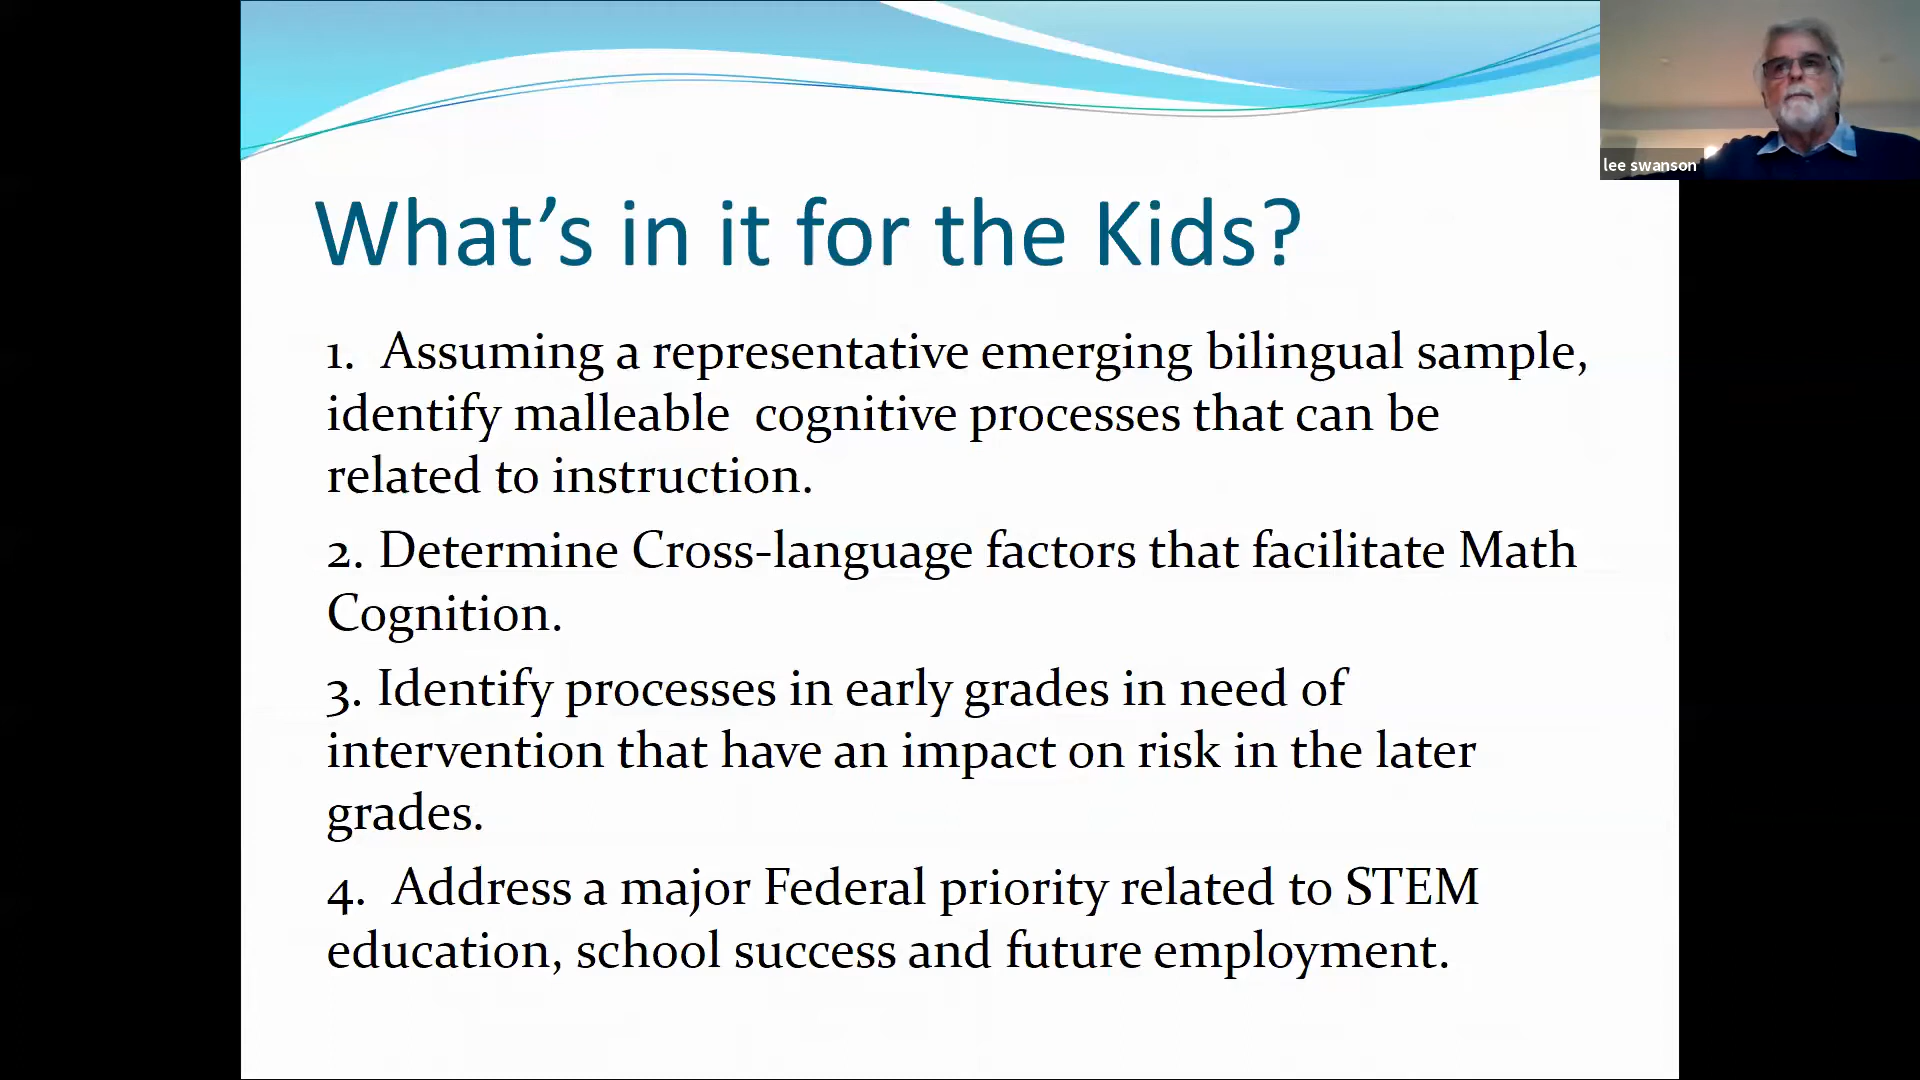 What's in it for the Kids?
1. Assuming a representative emerging bilingual sample,
identify malleable cognitive processes that can be
related to instruction.
2. Determine Cross-language factors that facilitate Math
Cognition.
3. Identify processes in early grades in need of
intervention that have an impact on risk in the later
grades.
4. Address a major Federal priority related to STEM
education, school success and future employment.
lee swanson